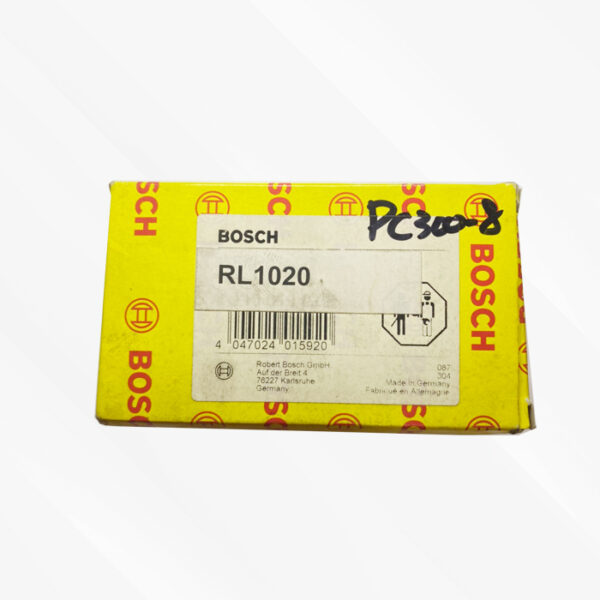 BOSCH
PC300-8
BOSCH
RL1020
4 047024 015920
Robert Bosch GmbH
Auf der Breit 4
76227 Karlsruhe
Germany
087
304
Made in Germany
Fabriqué en Allemagne
BOSCH
BOSCH